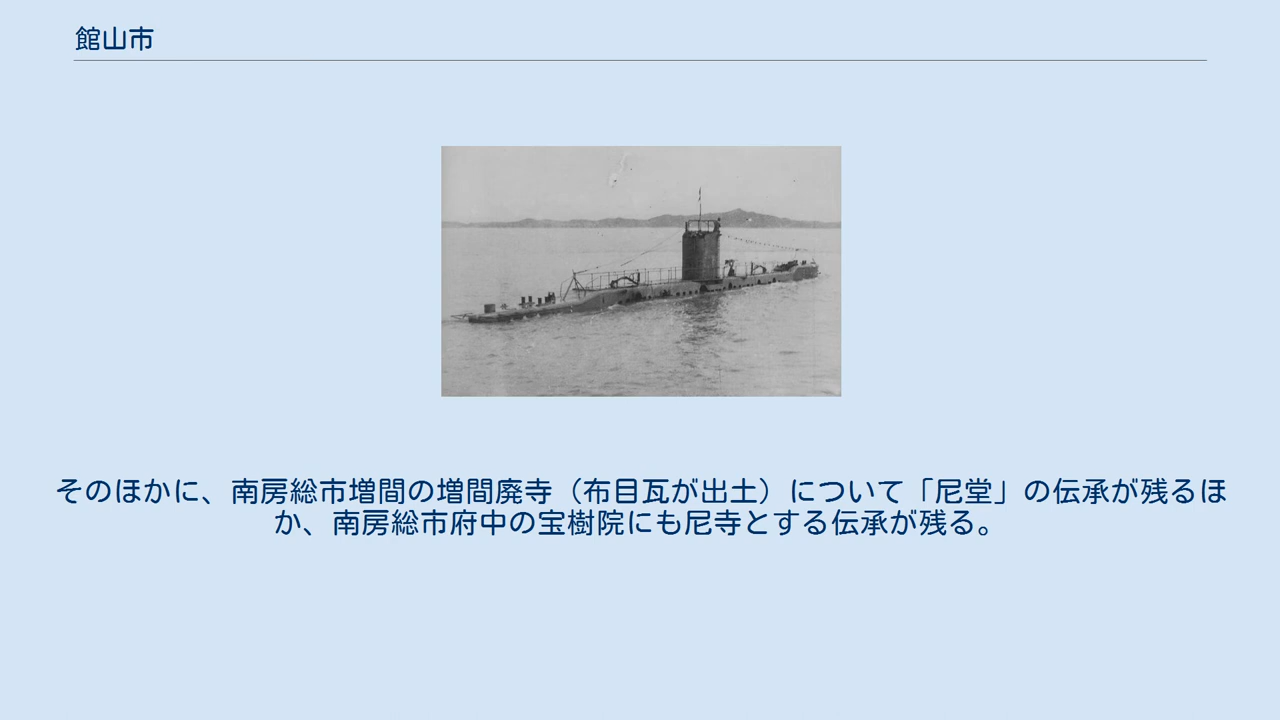 館山市
そのほかに、南房総市増間の増間廃寺（布目瓦が出土）について「尼堂」の伝承が残るほ
か、南房総市府中の宝樹院にも尼寺とする伝承が残る。